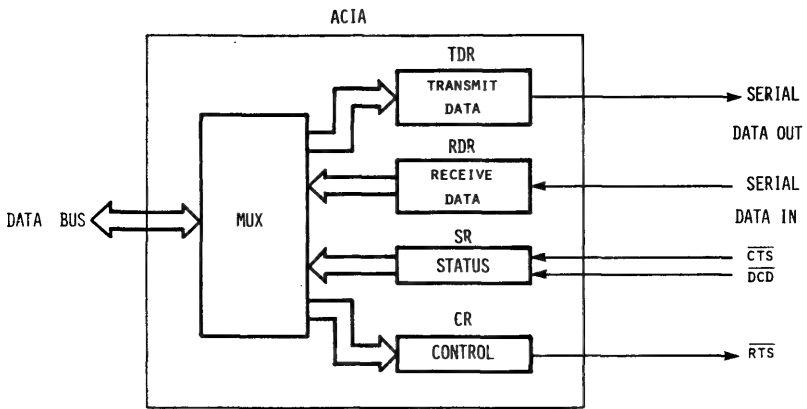 ACIA
TDR
TRANSMIT
DATA
SERIAL
DATA OUT
RDR
RECEIVE
DATA
SERIAL
DATA IN
DATA BUS
MUX
SR
STATUS
CTS
DCD
CR
CONTROL
RTS